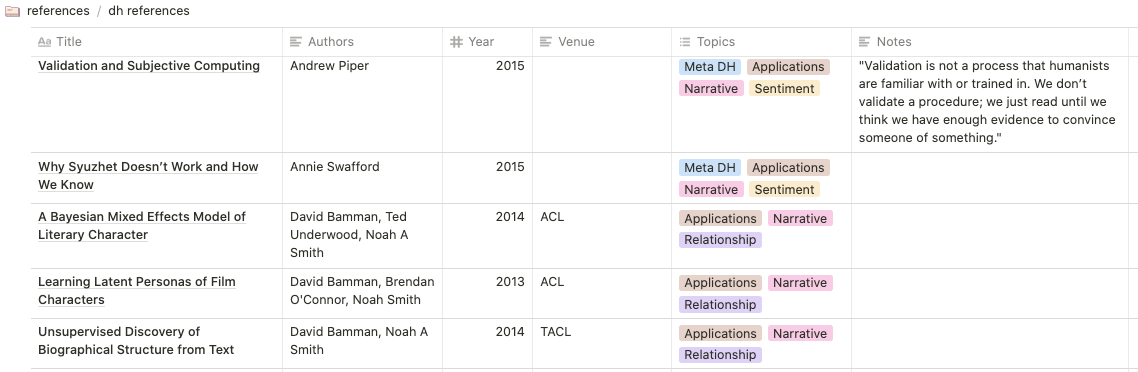 references / dh references
Title Authors Year Venue Topics Notes
Validation and Subjective Computing Andrew Piper 2015 Meta DH Applications "Validation is not a process that humanists
are familiar with or trained in. We don’t
Narrative Sentiment validate a procedure; we just read until we
think we have enough evidence to convince
someone of something."
Why Syuzhet Doesn’t Work and How Annie Swafford 2015 Meta DH Applications
We Know Narrative Sentiment
A Bayesian Mixed Effects Model of David Bamman, Ted 2014 ACL Applications Narrative
Literary Character Underwood, Noah A Relationship
Smith
Learning Latent Personas of Film David Bamman, Brendan 2013 ACL Applications Narrative
Characters O'Connor, Noah Smith Relationship
Unsupervised Discovery of David Bamman, Noah A 2014 TACL Applications Narrative
Biographical Structure from Text Smith Relationship